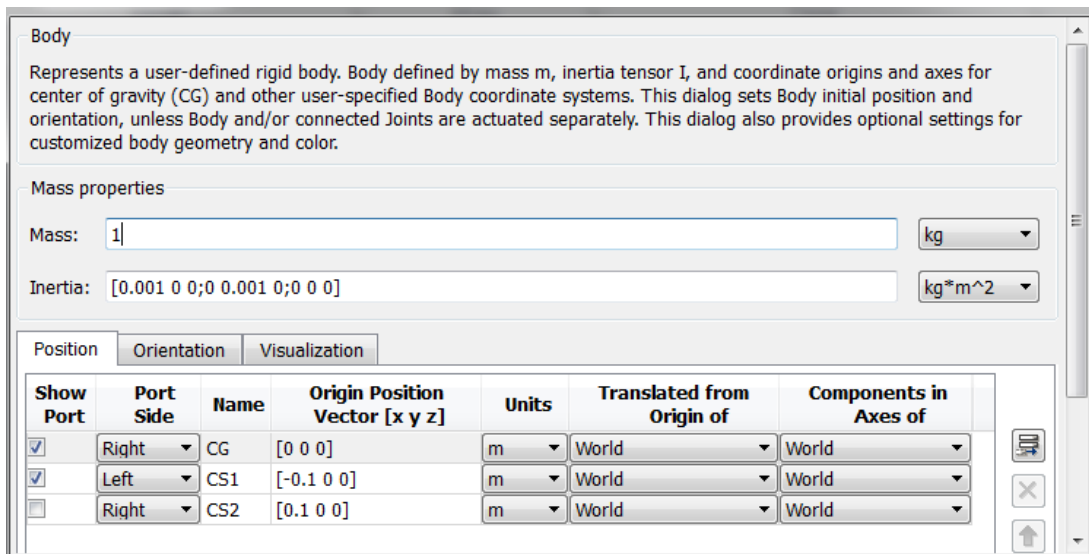 Body
Represents a user-defined rigid body. Body defined by mass m, inertia tensor I, and coordinate origins and axes for
center of gravity (CG) and other user-specified Body coordinate systems. This dialog sets Body initial position and
orientation, unless Body and/or connected Joints are actuated separately. This dialog also provides optional settings for
customized body geometry and color.
Mass properties
Mass: 1 kg
Inertia: [0.001 0 0;0 0.001 0;0 0 0] kg*m^2
Position Orientation Visualization
Show Port Port Side Name Origin Position Vector [x y z] Units Translated from Origin of Components in Axes of
Right CG [0 0 0] m World World
Left CS1 [-0.1 0 0] m World World
Right CS2 [0.1 0 0] m World World